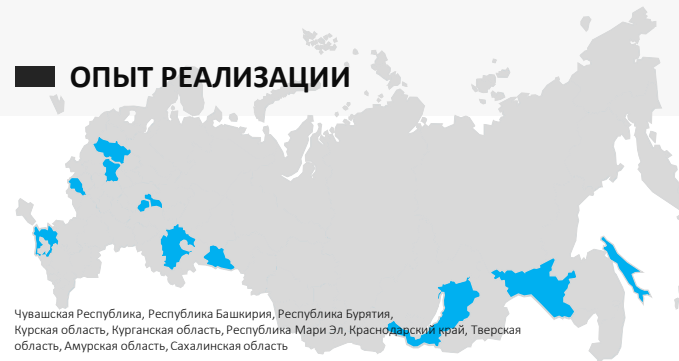 ОПЫТ РЕАЛИЗАЦИИ
Чувашская Республика, Республика Башкирия, Республика Бурятия,
Курская область, Курганская область, Республика Мари Эл, Краснодарский край, Тверская
область, Амурская область, Сахалинская область